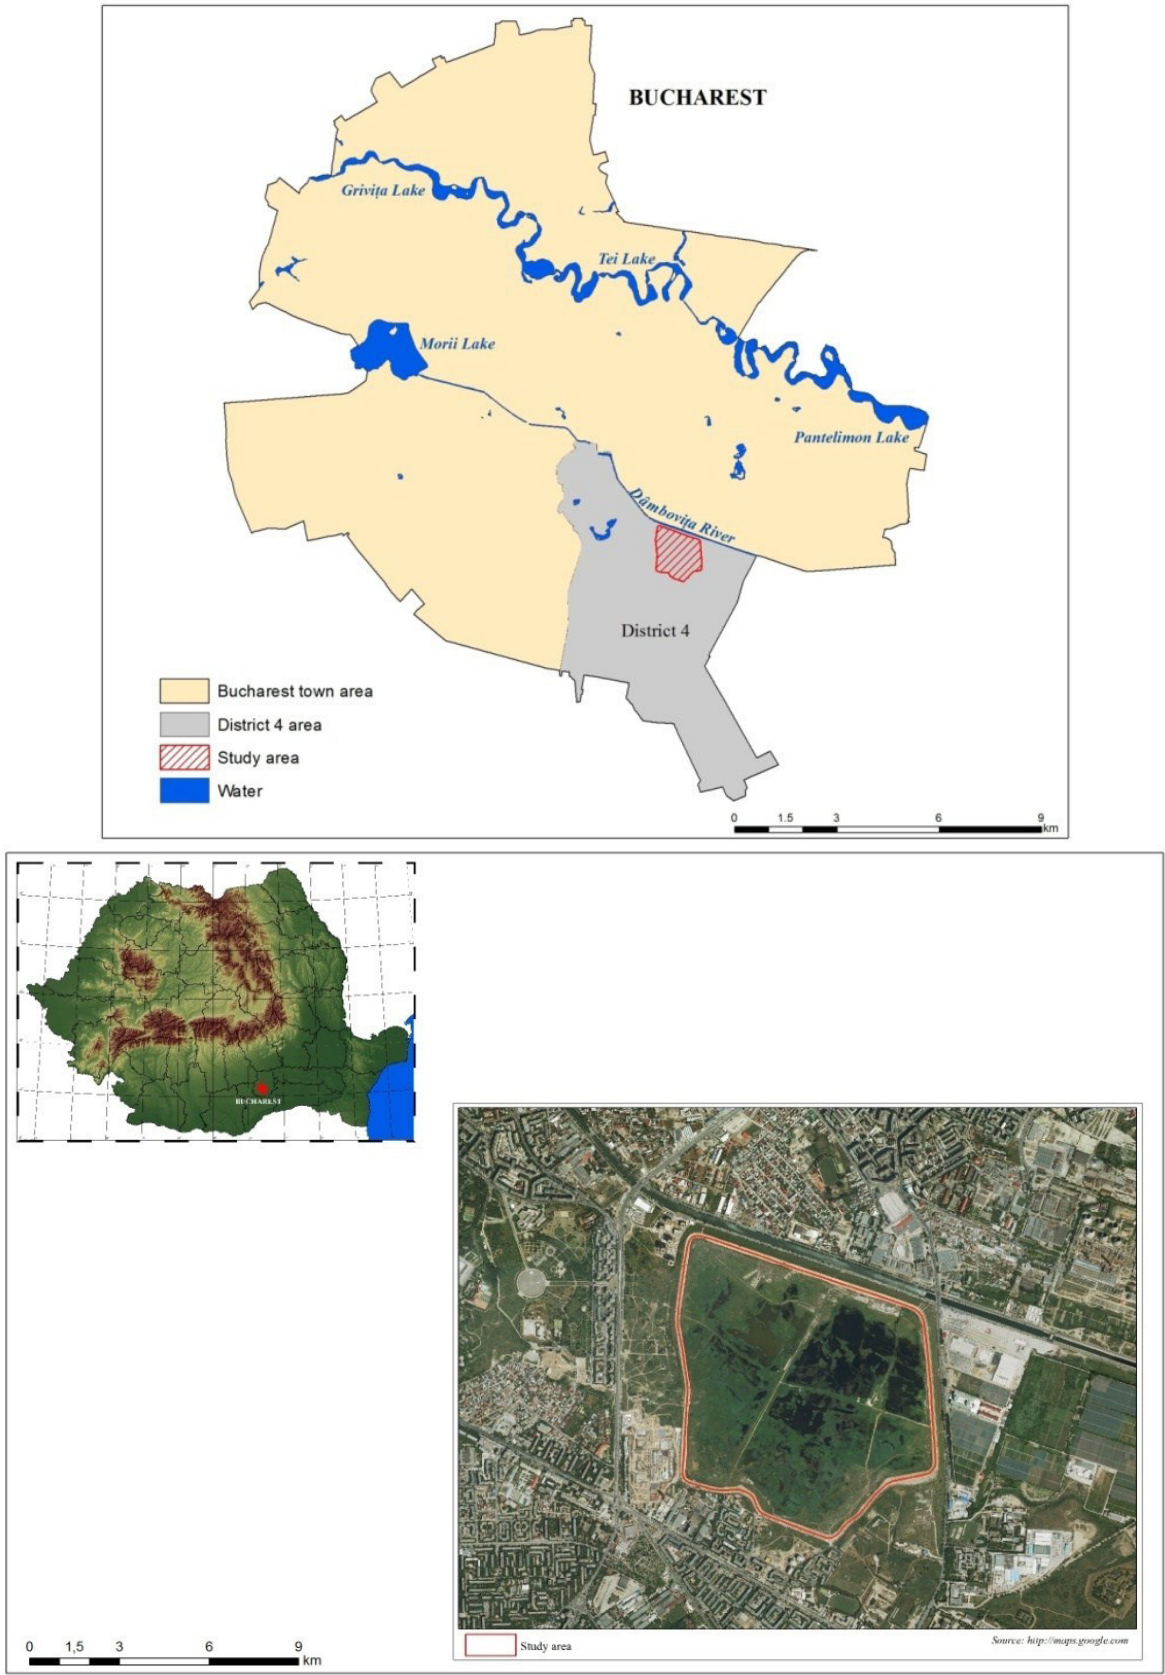 BUCHAREST
Grivița Lake
Tei Lake
Morii Lake
Pantelimon Lake
Dâmbovița River
District 4
Bucharest town area
District 4 area
Study area
Water
0 1.5 3 6 9
km
BUCHAREST
Study area
Source: http://maps.google.com
0 1,5 3 6 9
km